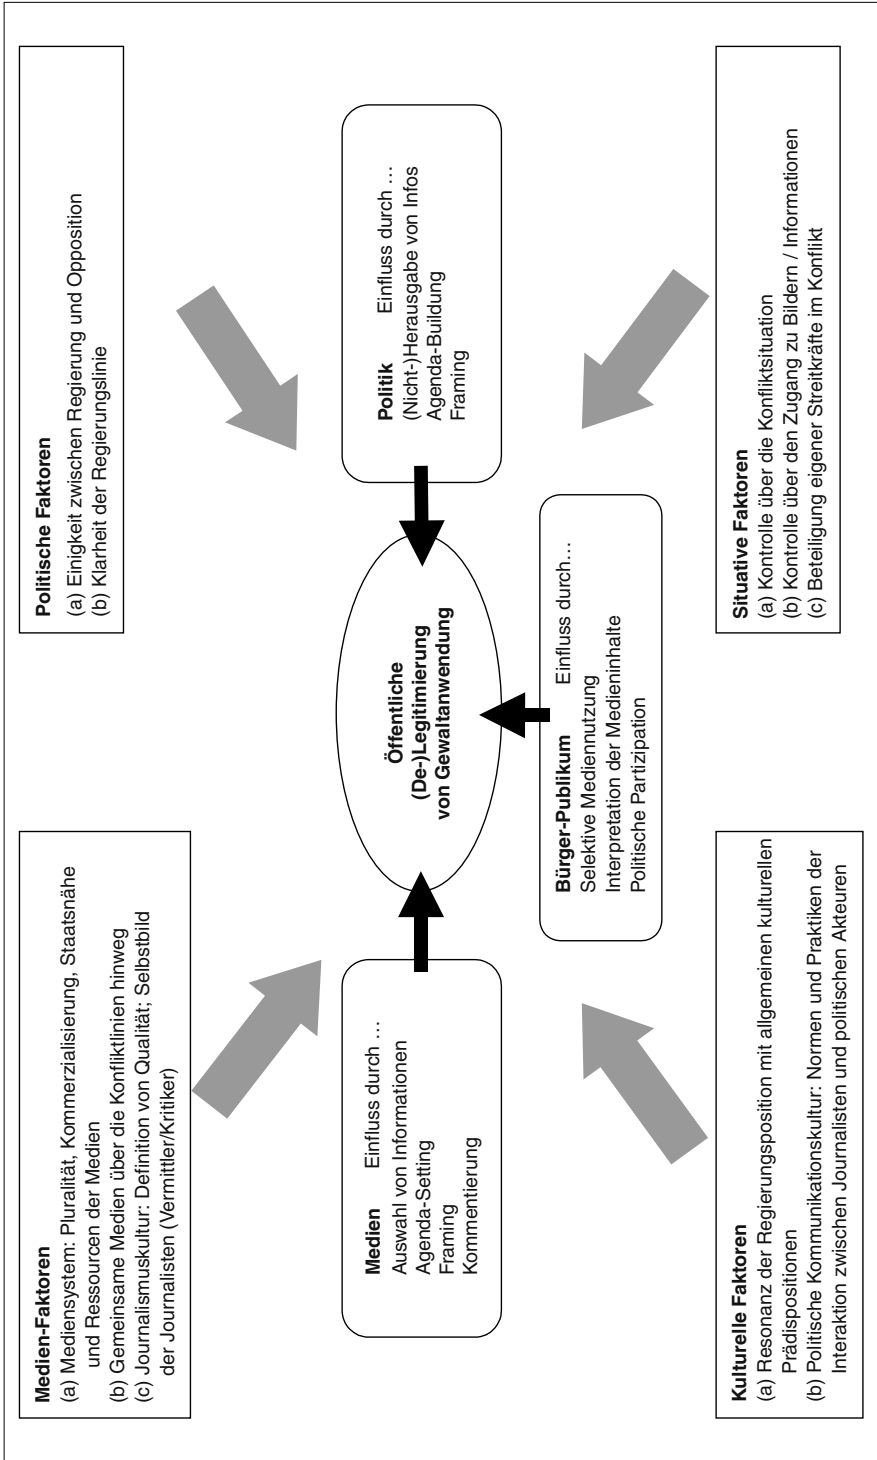 Medien-Faktoren
(a) Mediensystem: Pluralität, Kommerzialisierung, Staatsnähe
und Ressourcen der Medien
(b) Gemeinsame Medien über die Konfliktlinien hinweg
(c) Journalismuskultur: Definition von Qualität; Selbstbild
der Journalisten (Vermittler/Kritiker)
Politische Faktoren
(a) Einigkeit zwischen Regierung und Opposition
(b) Klarheit der Regierungslinie
Medien Einfluss durch ...
Auswahl von Informationen
Agenda-Setting
Framing
Kommentierung
Öffentliche
(De-)Legitimierung
von Gewaltanwendung
Politik Einfluss durch ...
(Nicht-)Herausgabe von Infos
Agenda-Buildung
Framing
Bürger-Publikum Einfluss durch...
Selektive Mediennutzung
Interpretation der Medieninhalte
Politische Partizipation
Kulturelle Faktoren
(a) Resonanz der Regierungsposition mit allgemeinen kulturellen
Prädispositionen
(b) Politische Kommunikationskultur: Normen und Praktiken der
Interaktion zwischen Journalisten und politischen Akteuren
Situative Faktoren
(a) Kontrolle über die Konfliktsituation
(b) Kontrolle über den Zugang zu Bildern / Informationen
(c) Beteiligung eigener Streitkräfte im Konflikt